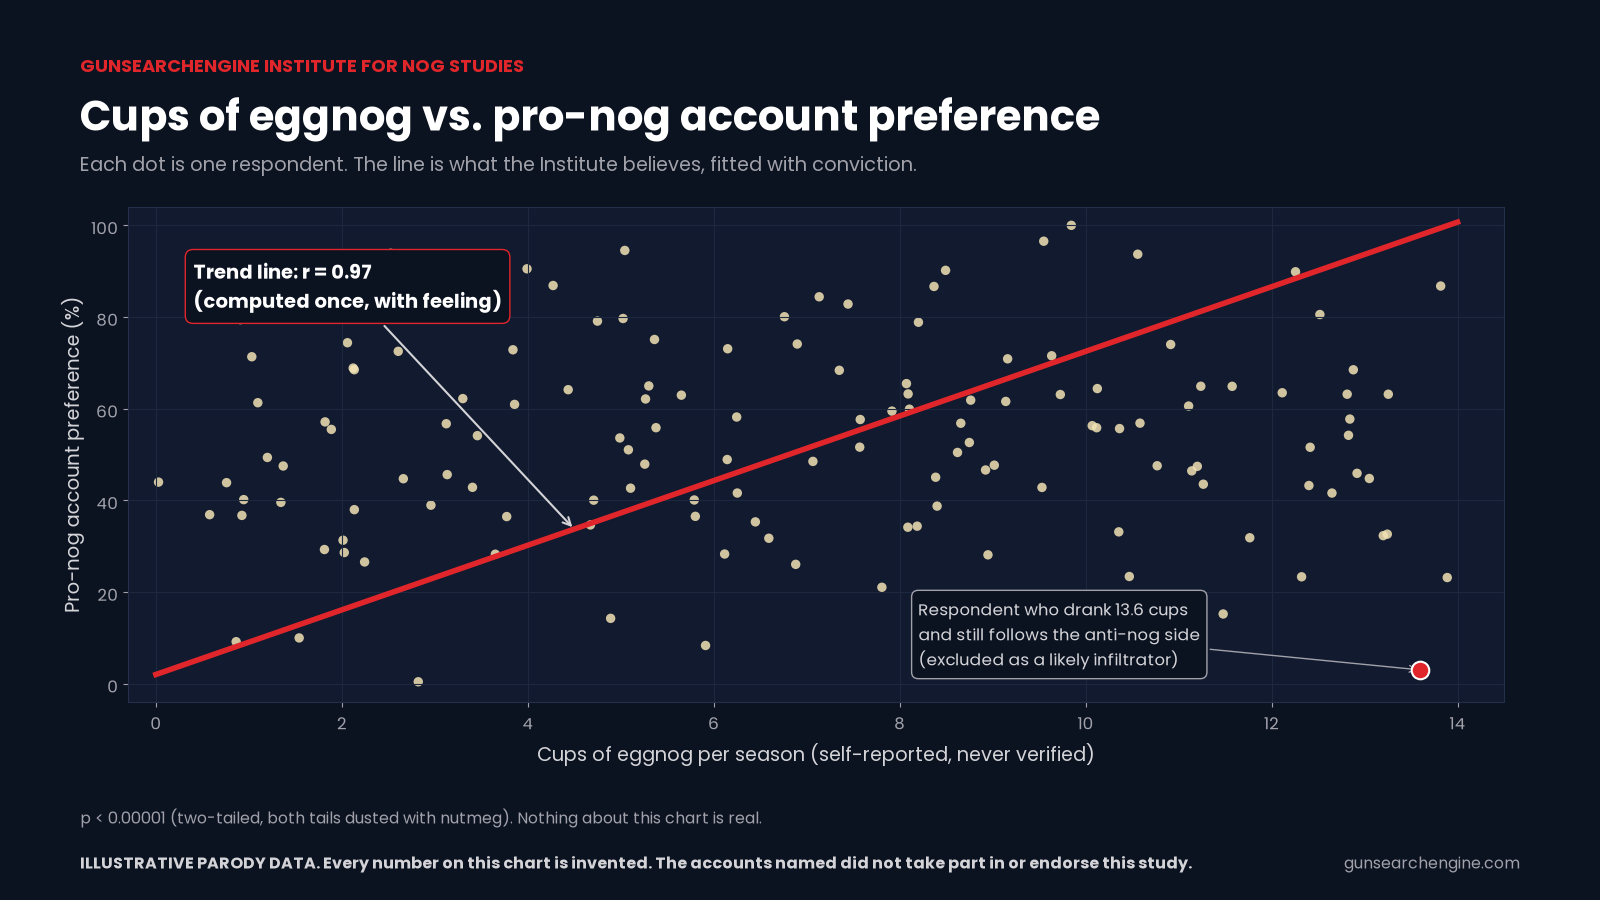 GUNSEARCHENGINE INSTITUTE FOR NOG STUDIES
Cups of eggnog vs. pro-nog account preference
Each dot is one respondent. The line is what the Institute believes, fitted with conviction.
Pro-nog account preference (%)
100
80
60
40
20
0
Trend line: r = 0.97
(computed once, with feeling)
Respondent who drank 13.6 cups
and still follows the anti-nog side
(excluded as a likely infiltrator)
0 2 4 6 8 10 12 14
Cups of eggnog per season (self-reported, never verified)
p < 0.00001 (two-tailed, both tails dusted with nutmeg). Nothing about this chart is real.
ILLUSTRATIVE PARODY DATA. Every number on this chart is invented. The accounts named did not take part in or endorse this study.
gunsearchengine.com